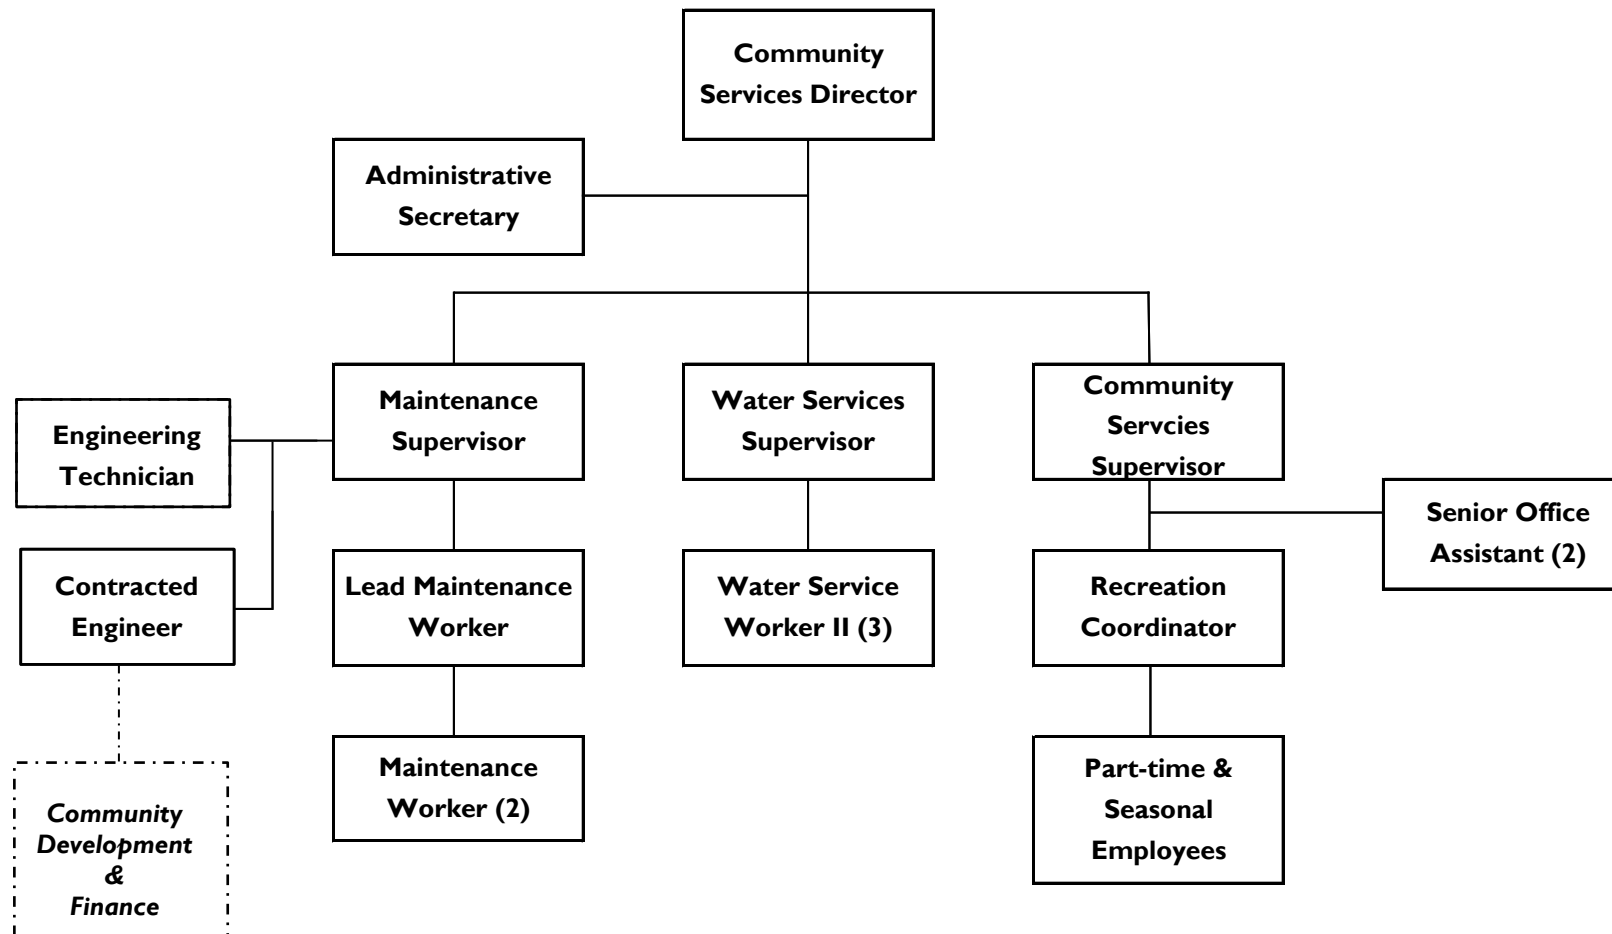 Community
Services Director
Administrative
Secretary
Maintenance
Supervisor
Water Services
Supervisor
Community
Servcies
Supervisor
Engineering
Technician
Senior Office
Assistant (2)
Contracted
Engineer
Lead Maintenance
Worker
Water Service
Worker II (3)
Recreation
Coordinator
Maintenance
Worker (2)
Part-time &
Seasonal
Employees
Community
Development
&
Finance